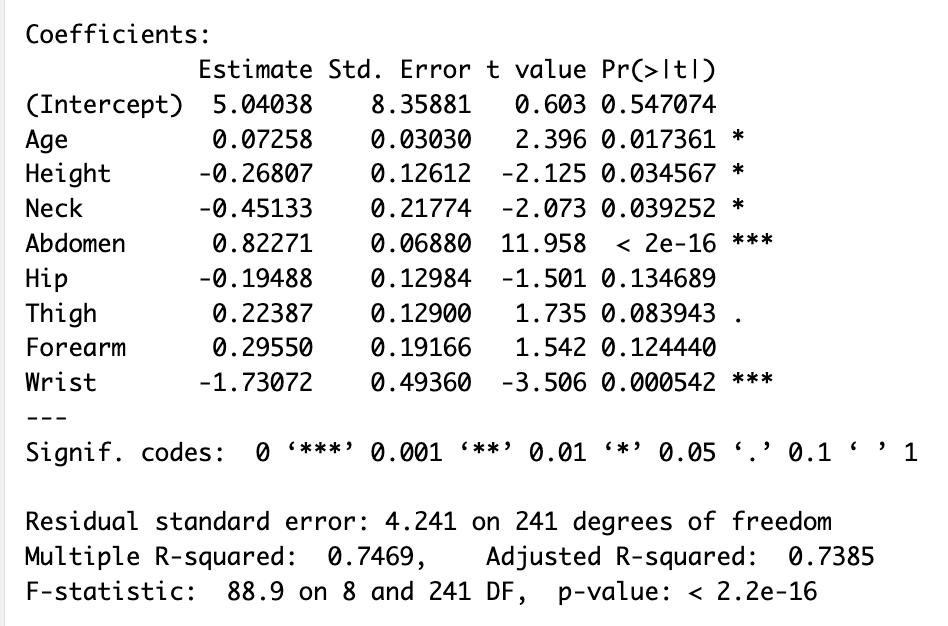 Coefficients:
            Estimate Std. Error t value Pr(>|t|)
(Intercept)  5.04038    8.35881   0.603 0.547074
Age          0.07258    0.03030   2.396 0.017361 *
Height      -0.26807    0.12612  -2.125 0.034567 *
Neck        -0.45133    0.21774  -2.073 0.039252 *
Abdomen      0.82271    0.06880  11.958  < 2e-16 ***
Hip         -0.19488    0.12984  -1.501 0.134689
Thigh        0.22387    0.12900   1.735 0.083943 .
Forearm      0.29550    0.19166   1.542 0.124440
Wrist       -1.73072    0.49360  -3.506 0.000542 ***
---
Signif. codes:  0 ‘***’ 0.001 ‘**’ 0.01 ‘*’ 0.05 ‘.’ 0.1 ‘ ’ 1

Residual standard error: 4.241 on 241 degrees of freedom
Multiple R-squared:  0.7469,    Adjusted R-squared:  0.7385
F-statistic:  88.9 on 8 and 241 DF,  p-value: < 2.2e-16